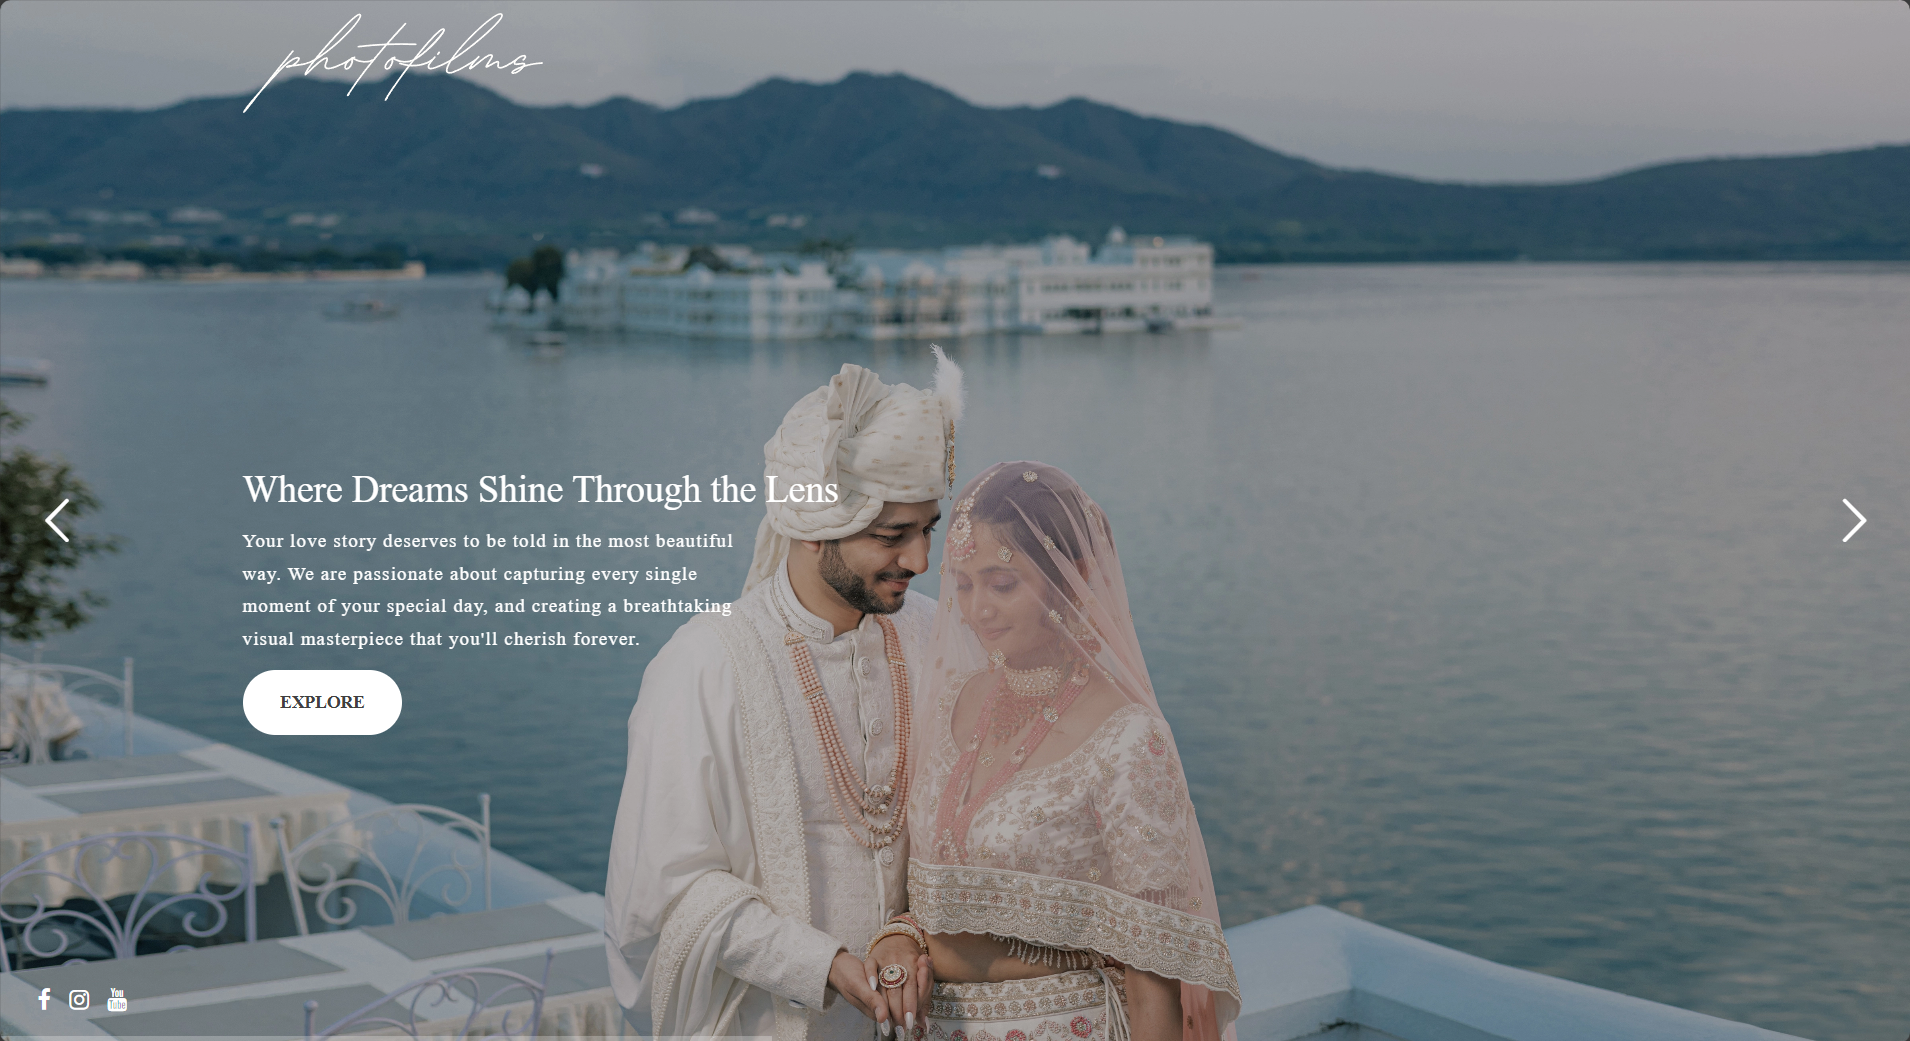 photofilms
Where Dreams Shine Through the Lens
Your love story deserves to be told in the most beautiful
way. We are passionate about capturing every single
moment of your special day, and creating a breathtaking
visual masterpiece that you'll cherish forever.
EXPLORE
You
Tube